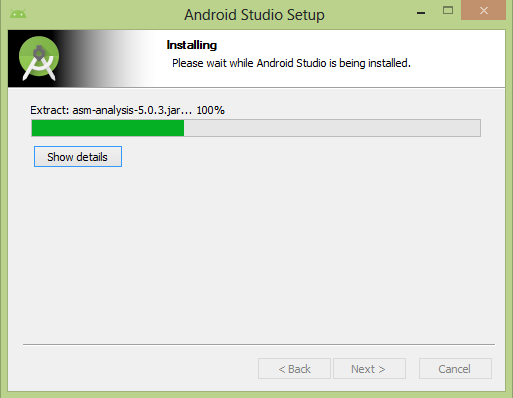 Android Studio Setup
Installing
Please wait while Android Studio is being installed.
Extract: asm-analysis-5.0.3.jar... 100%
Show details
< Back Next > Cancel